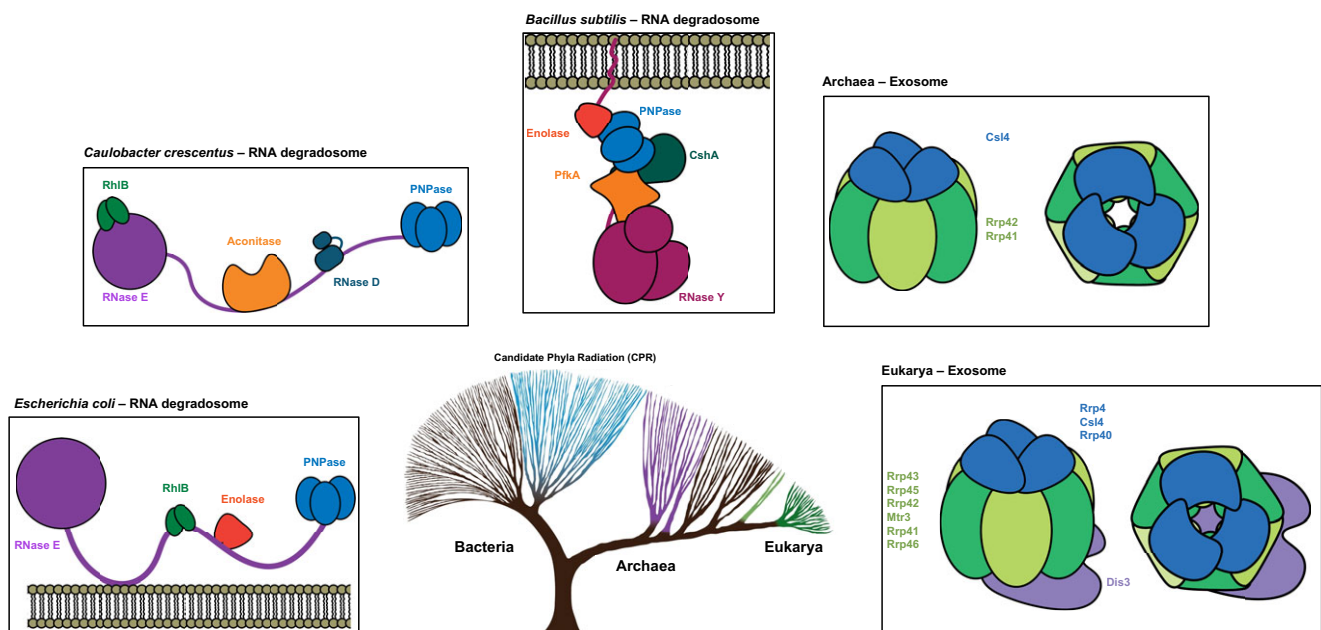 Bacillus subtilis – RNA degradosome
PNPase
Enolase
CshA
PfkA
RNase Y
Archaea – Exosome
Csl4
Rrp42
Rrp41
Caulobacter crescentus – RNA degradosome
RhlB
PNPase
Aconitase
RNase D
RNase E
Candidate Phyla Radiation (CPR)
Bacteria
Archaea
Eukarya
Escherichia coli – RNA degradosome
PNPase
RhlB
Enolase
RNase E
Eukarya – Exosome
Rrp4
Csl4
Rrp40
Rrp43
Rrp45
Rrp42
Mtr3
Rrp41
Rrp46
Dis3